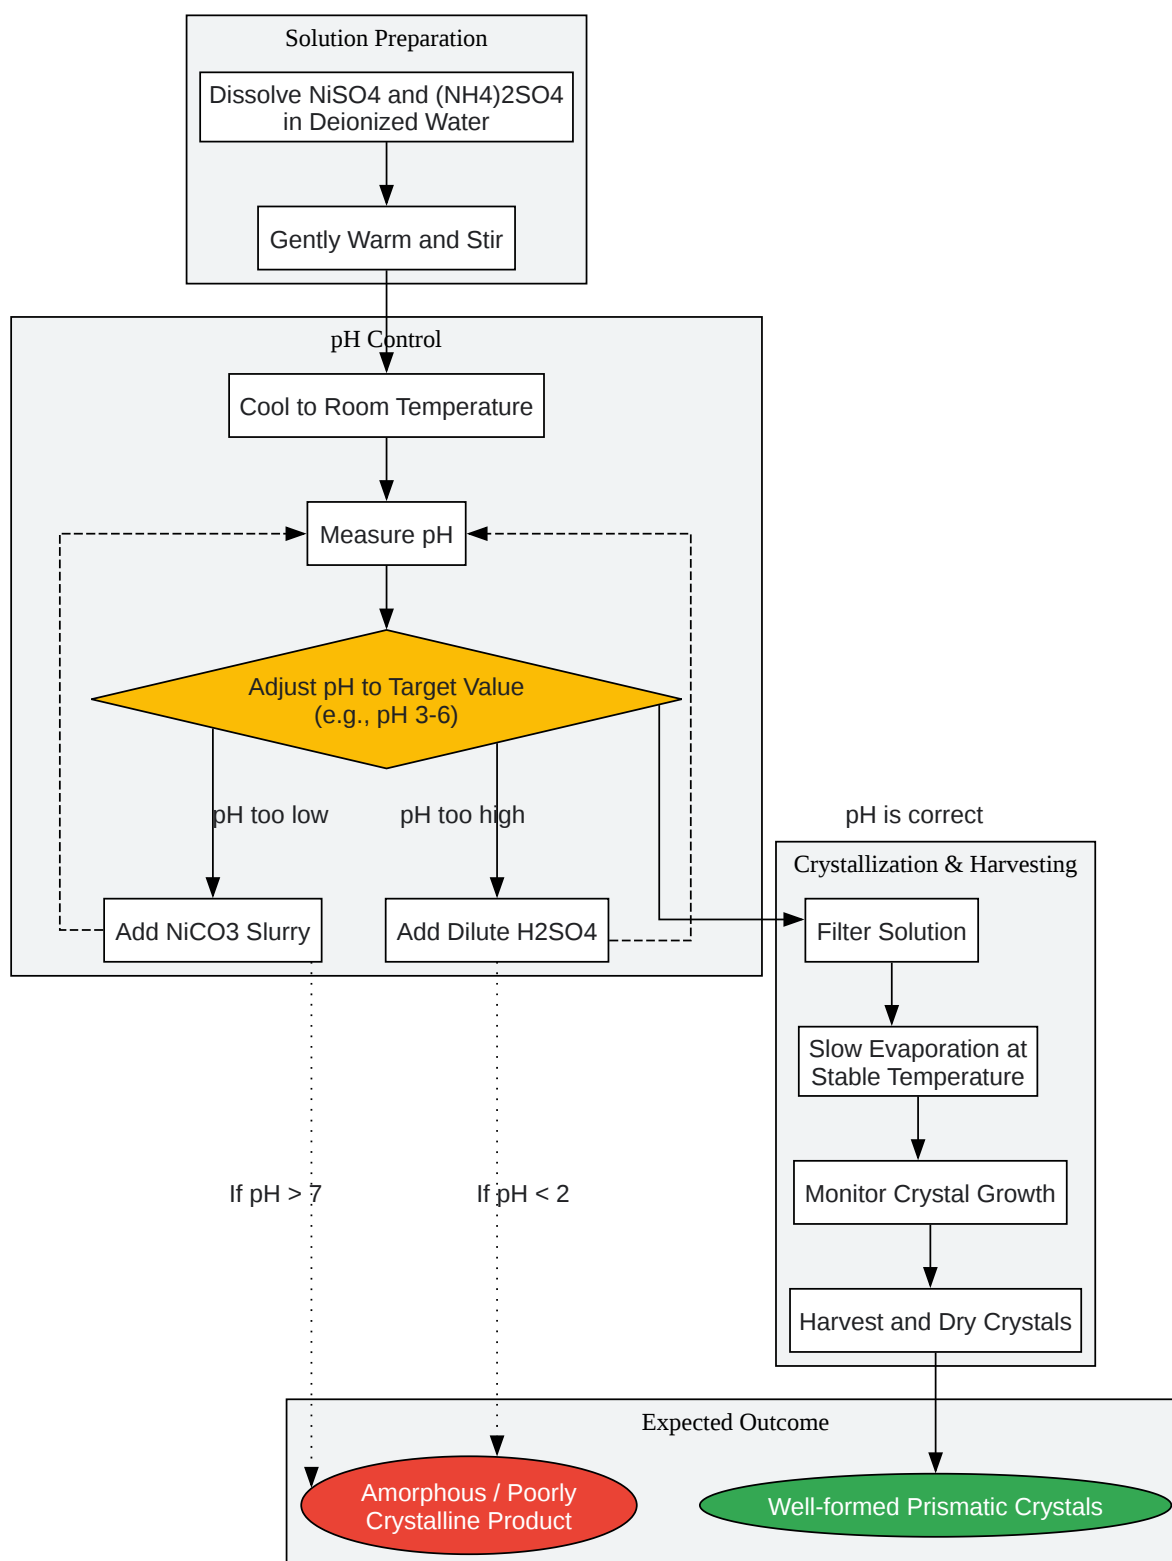 Solution Preparation
Dissolve NiSO4 and (NH4)2SO4
in Deionized Water
Gently Warm and Stir
pH Control
Cool to Room Temperature
Measure pH
Adjust pH to Target Value
(e.g., pH 3-6)
pH too low
pH too high
pH is correct
Add NiCO3 Slurry
Add Dilute H2SO4
Crystallization & Harvesting
Filter Solution
Slow Evaporation at
Stable Temperature
Monitor Crystal Growth
Harvest and Dry Crystals
If pH > 7
If pH < 2
Expected Outcome
Amorphous / Poorly
Crystalline Product
Well-formed Prismatic Crystals